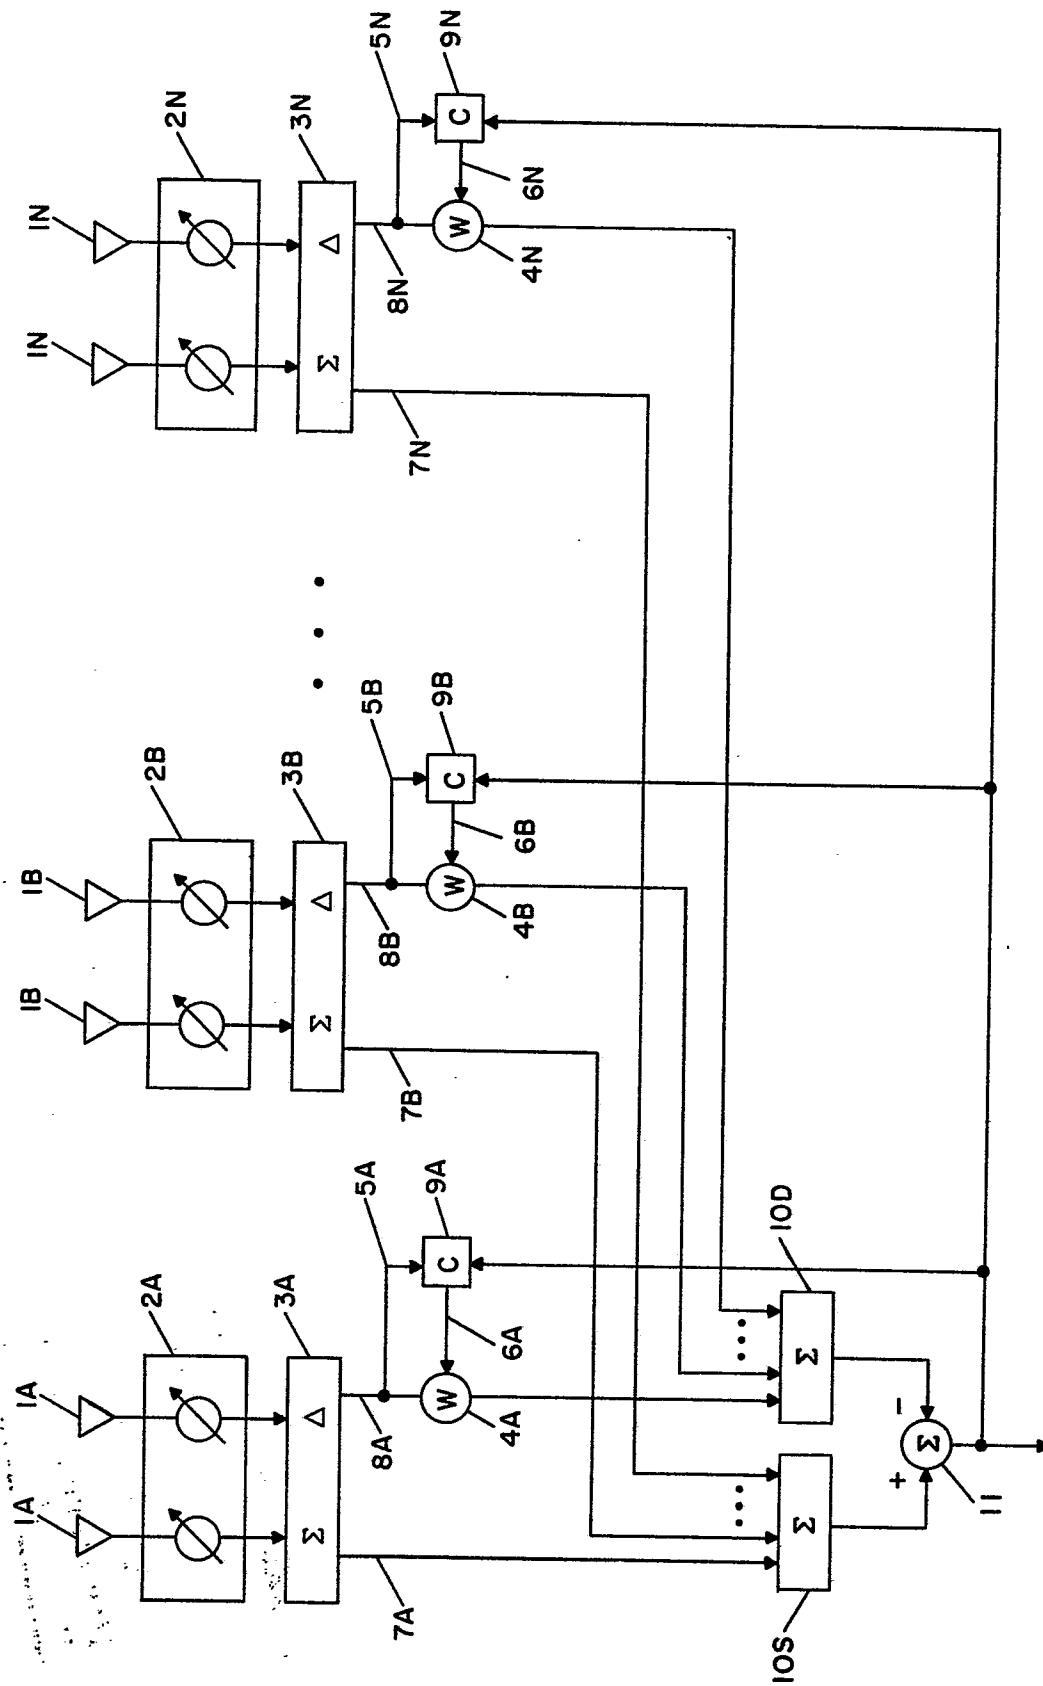 1A 1A 1B 1B 1N 1N
2A 2B 2N
3A 3B 3N
Σ Δ Σ Δ Σ Δ
5A 5B 5N
7A 8A 7B 8B 7N 8N
9A 9B 9N
C C C
6A 6B 6N
W W W
4A 4B 4N
10S 10D
Σ Σ
+ -
Σ
11